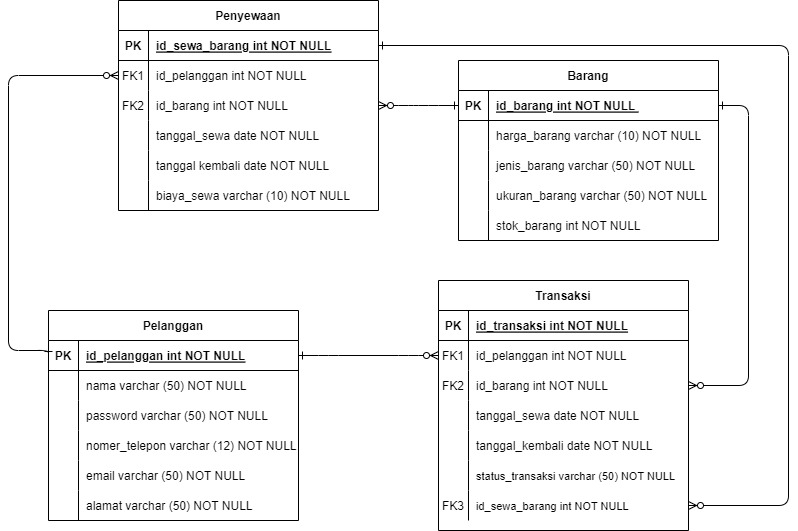 Penyewaan
PK id_sewa_barang int NOT NULL
FK1 id_pelanggan int NOT NULL
FK2 id_barang int NOT NULL
tanggal_sewa date NOT NULL
tanggal kembali date NOT NULL
biaya_sewa varchar (10) NOT NULL
Barang
PK id_barang int NOT NULL
harga_barang varchar (10) NOT NULL
jenis_barang varchar (50) NOT NULL
ukuran_barang varchar (50) NOT NULL
stok_barang int NOT NULL
Pelanggan
PK id_pelanggan int NOT NULL
nama varchar (50) NOT NULL
password varchar (50) NOT NULL
nomer_telepon varchar (12) NOT NULL
email varchar (50) NOT NULL
alamat varchar (50) NOT NULL
Transaksi
PK id_transaksi int NOT NULL
FK1 id_pelanggan int NOT NULL
FK2 id_barang int NOT NULL
tanggal_sewa date NOT NULL
tanggal_kembali date NOT NULL
status_transaksi varchar (50) NOT NULL
FK3 id_sewa_barang int NOT NULL